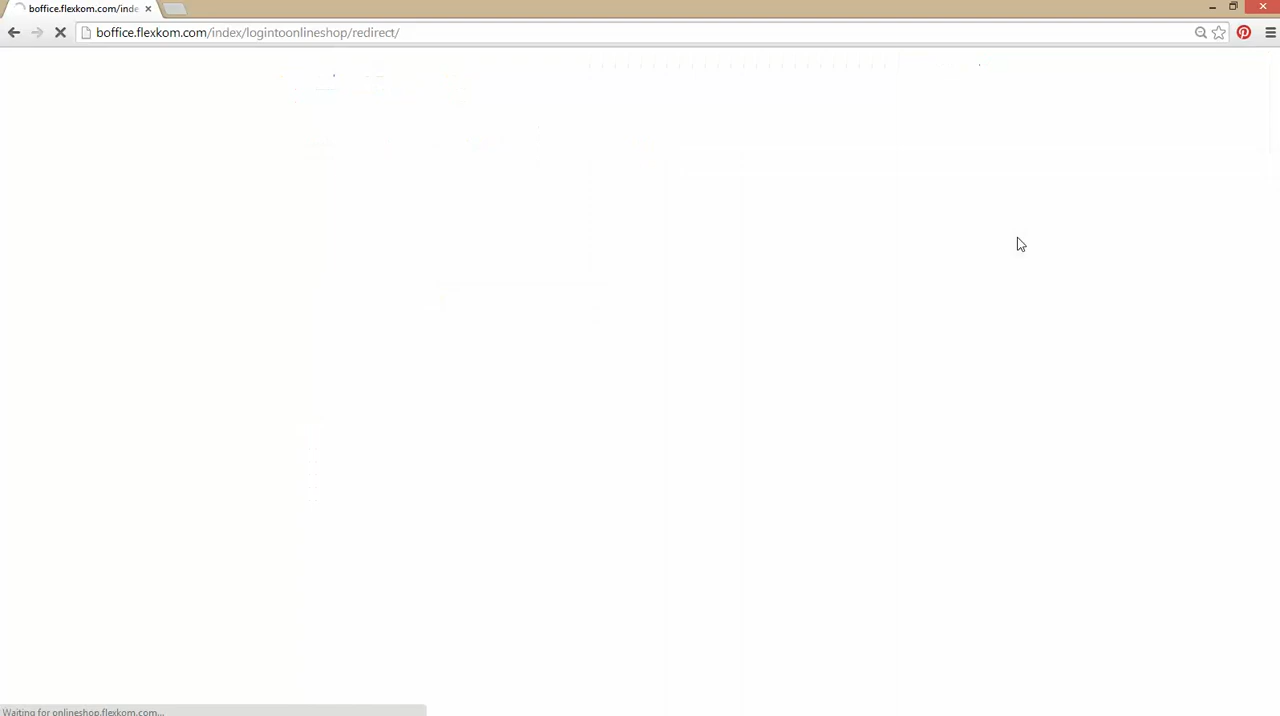 boffice.flexkom.com/inde
boffice.flexkom.com/index/logintoonlineshop/redirect/
Waiting for onlineshop.flexkom.com...